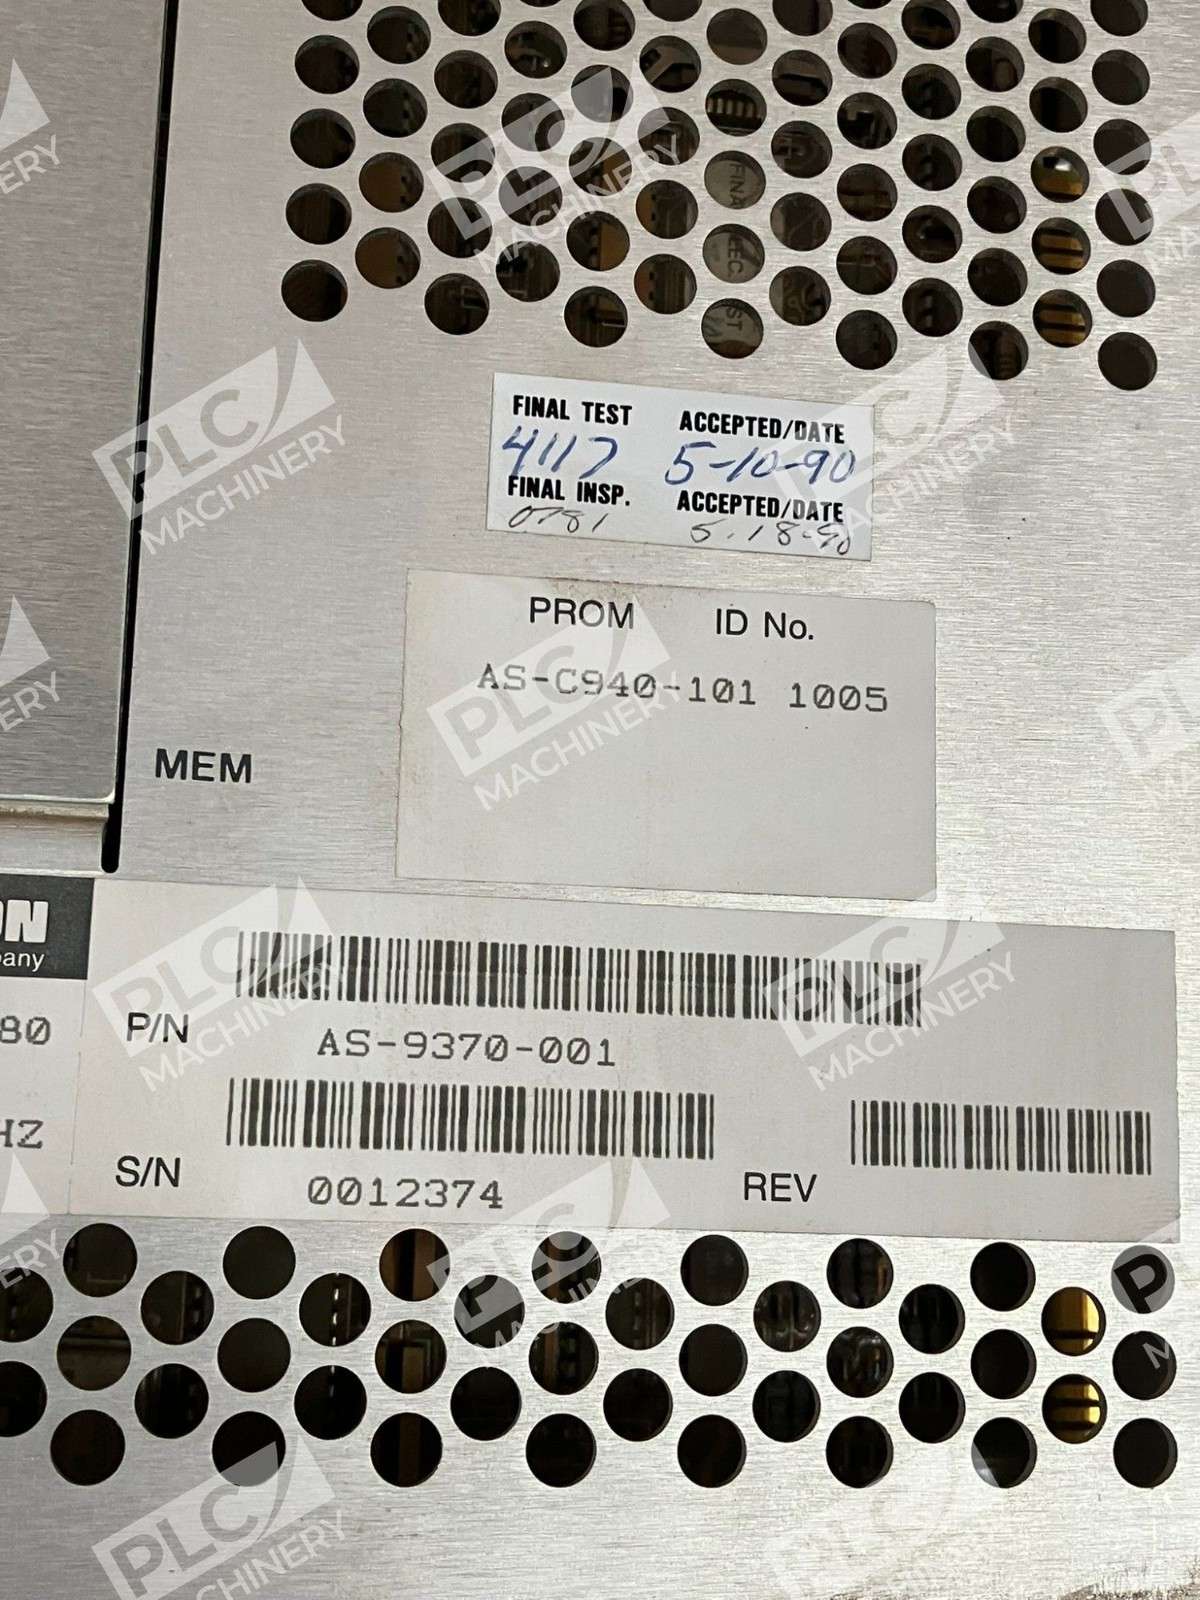 FINAL TEST ACCEPTED/DATE
4117 5-10-90
FINAL INSP. ACCEPTED/DATE
0781 5.18-90
PROM ID No.
AS-C940-101 1005
MEM
ON
pany
80
P/N AS-9370-001
HZ
S/N 0012374
REV
PLC MACHINERY